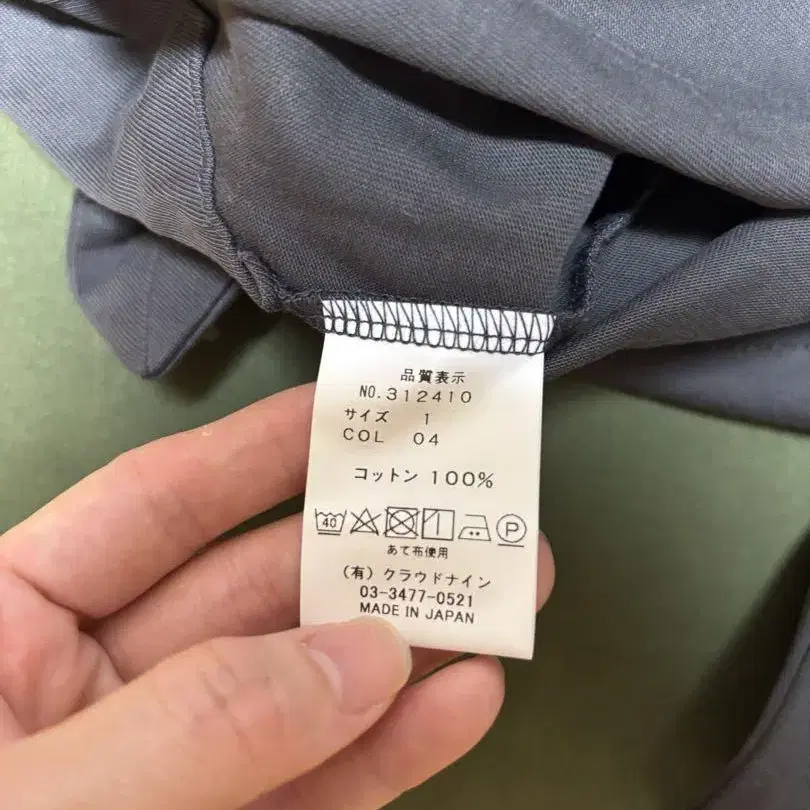 品質表示
NO.312410
サイズ 1
COL 04
コットン 100%
40 P
あて布使用
(有) クラウドナイン
03-3477-0521
MADE IN JAPAN